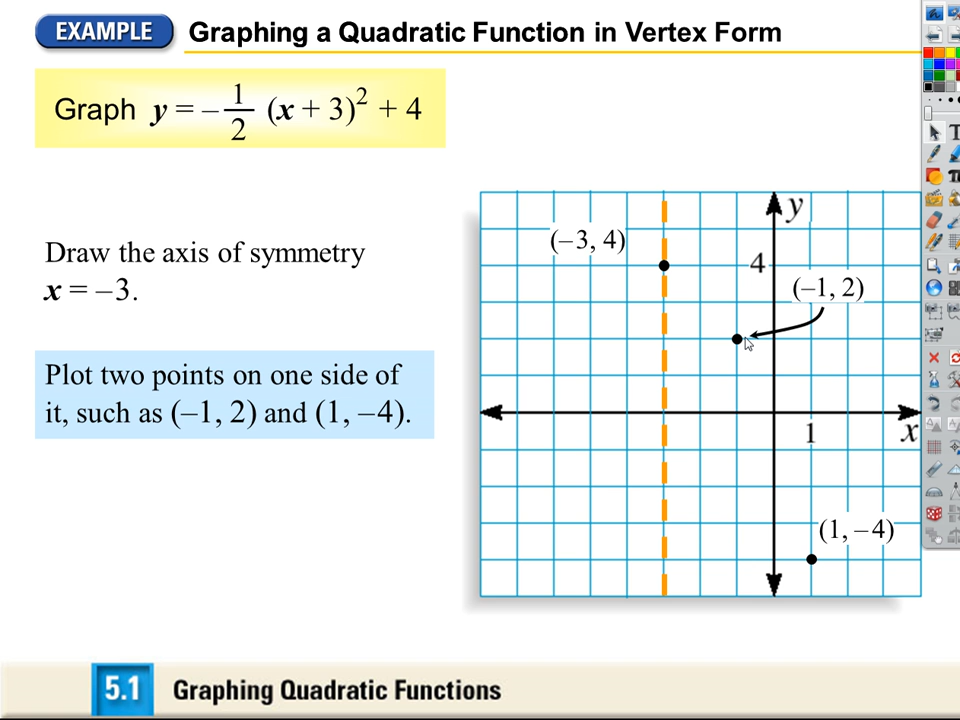 EXAMPLE Graphing a Quadratic Function in Vertex Form
Graph y = – 1/2 (x + 3)² + 4
Draw the axis of symmetry
x = –3.
Plot two points on one side of
it, such as (–1, 2) and (1, –4).
y
(–3, 4)
4
(–1, 2)
1
x
(1, –4)
5.1 Graphing Quadratic Functions